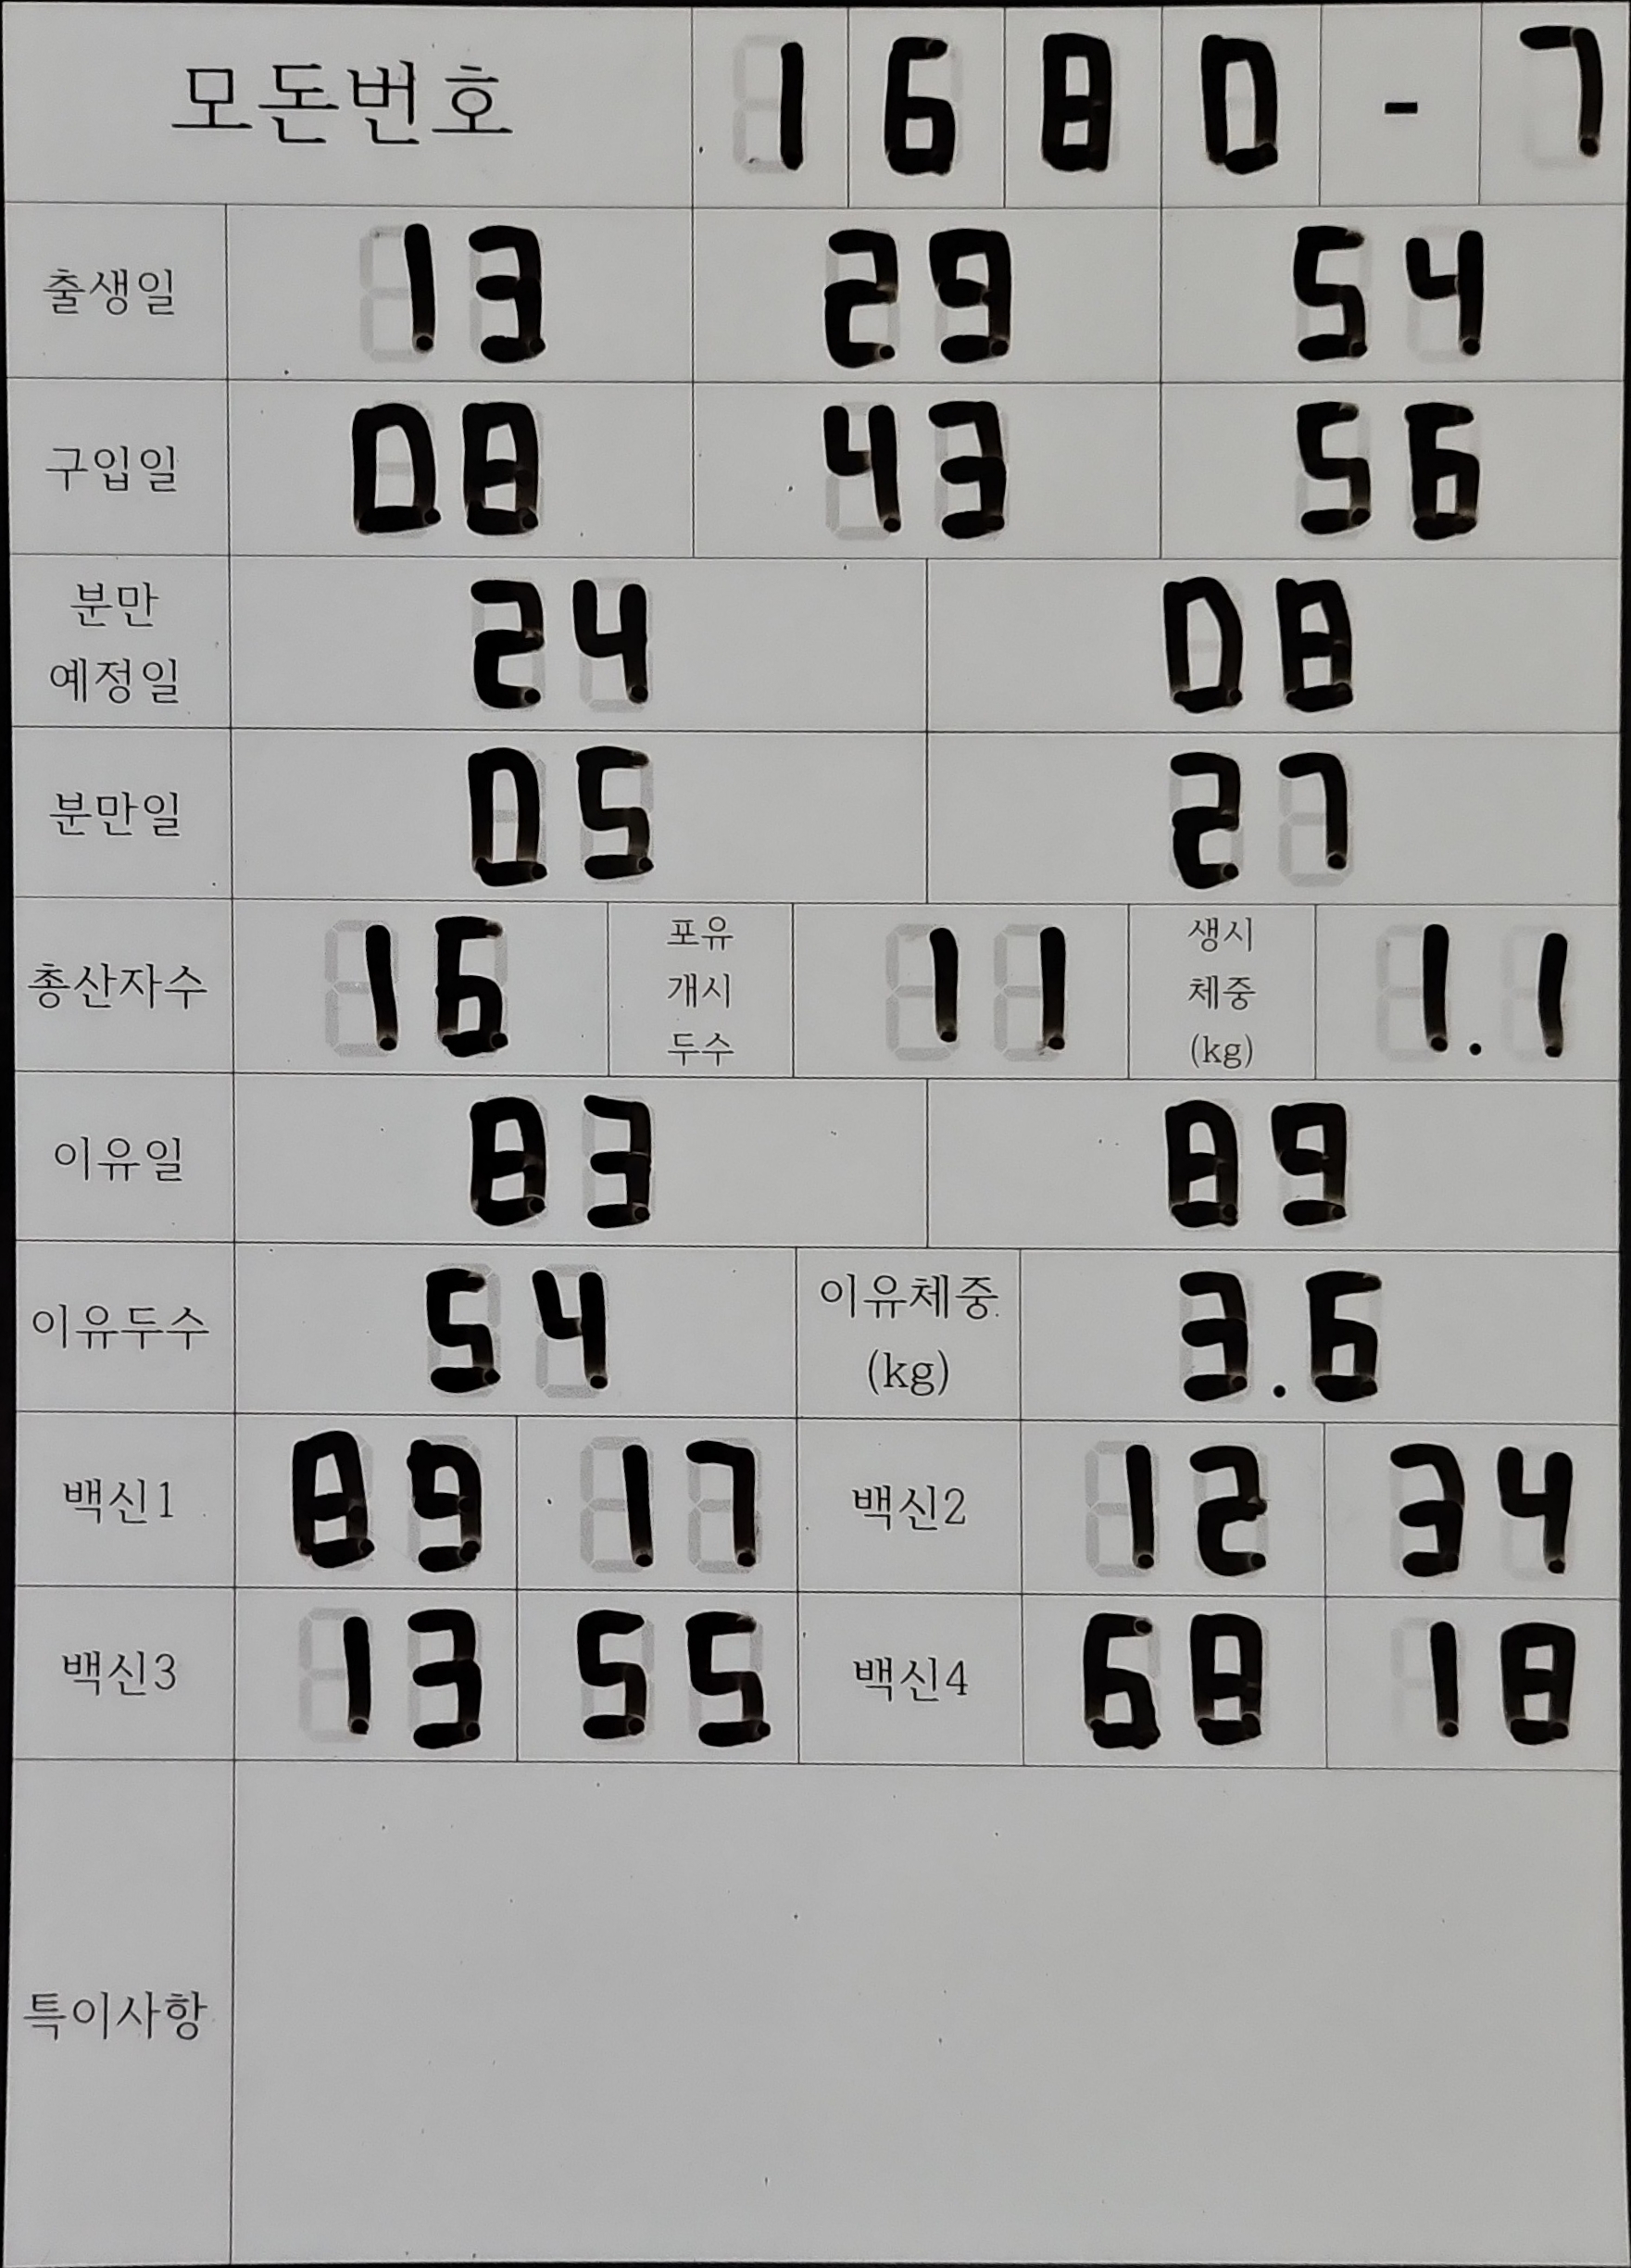 모돈번호 1 6 8 0 - 7
출생일 13 29 54
구입일 08 43 56
분만 예정일 24 08
분만일 05 27
총산자수 16 포유 개시 두수 11 생시 체중 (kg) 1.1
이유일 83 89
이유두수 54 이유체중 (kg) 3.6
백신1 89 17 백신2 12 34
백신3 13 55 백신4 68 18
특이사항